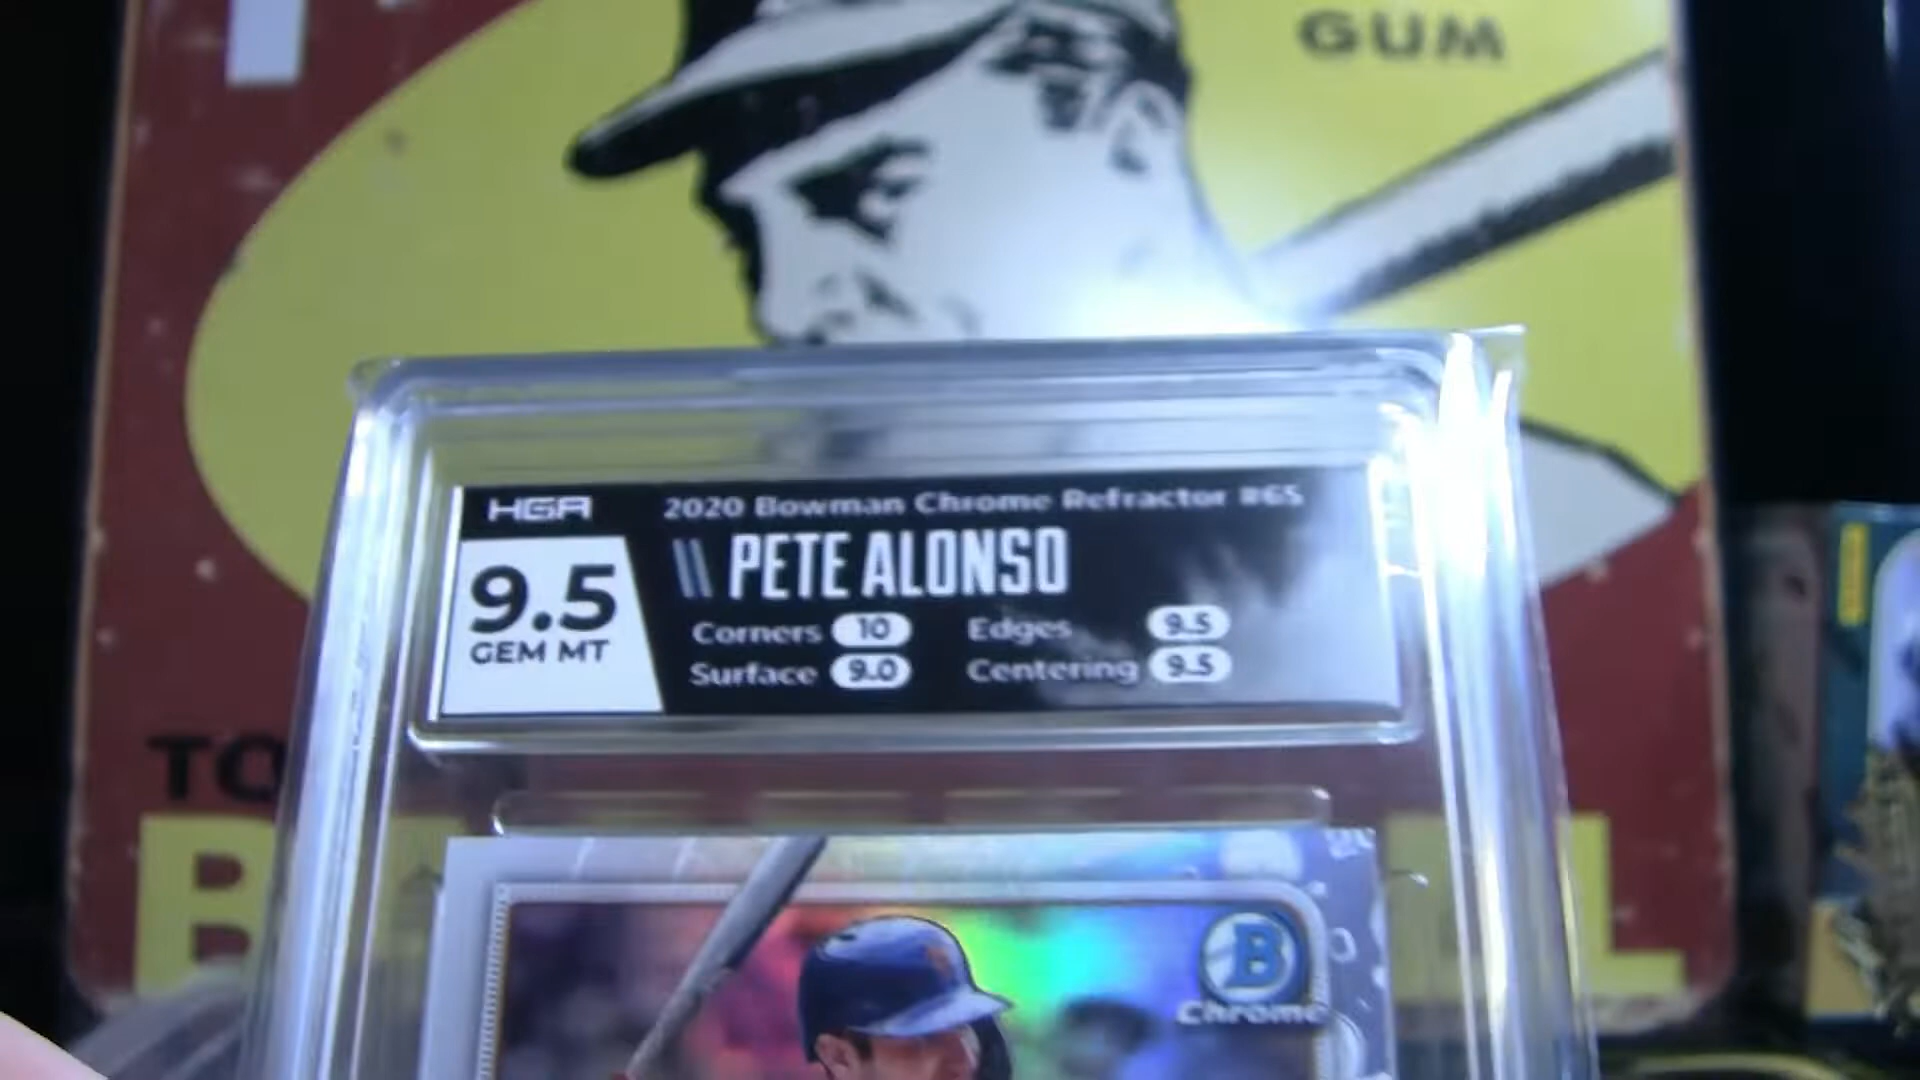 GUM
HGA
2020 Bowman Chrome Refractor #65
9.5
GEM MT
PETE ALONSO
Corners 10 Edges 9.5
Surface 9.0 Centering 9.5
TO
B
L
B
Chrome